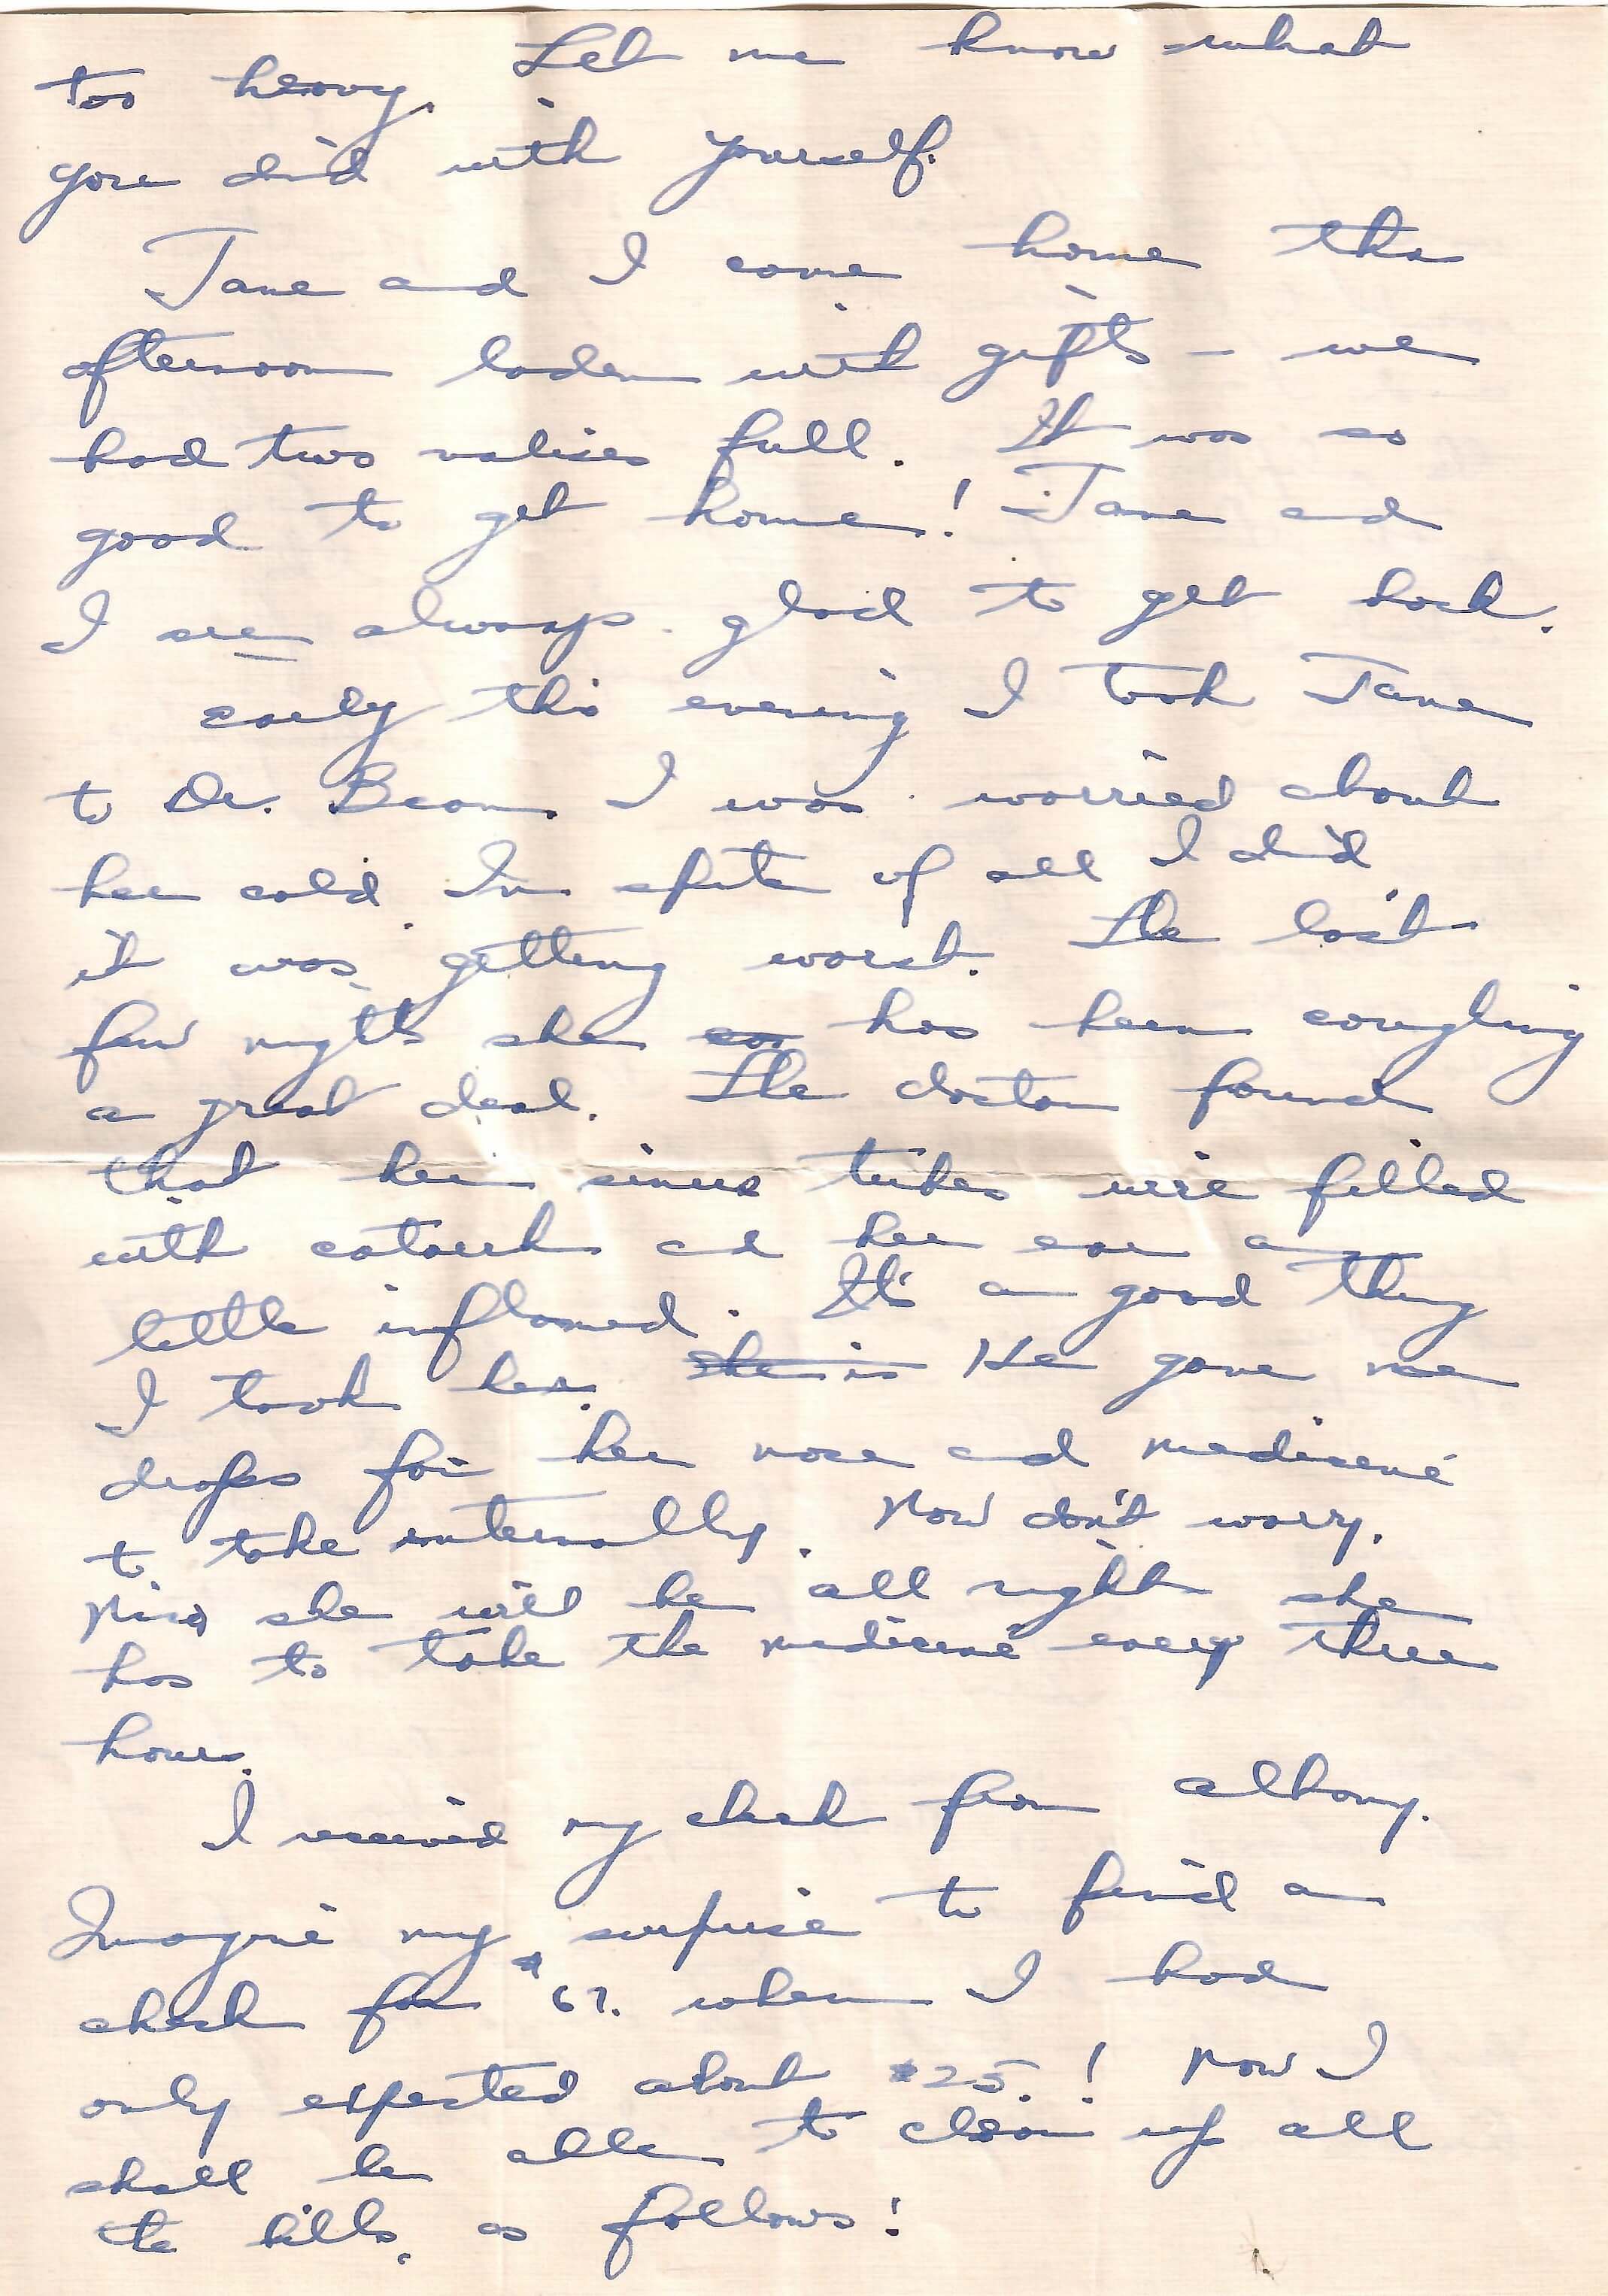 too heavy. Let me know what
you did with yourself.
Jane and I came home this
afternoon laden with gifts - we
had two valises full. It was so
good to get home! Jane and
I are always glad to get back.
Early this evening I took Jane
to Dr. Beam. I was worried about
her cold. In spite of all I did,
it was getting worst. The last
few nights she has been coughing
a great deal. The doctor found
that her sinus tubes were filled
with catarrh and her ear a
little inflamed. It's a good thing
I took her. She is He gave me
drops for her nose and medicine
to take internally. Now don't worry.
Now she will be all right she
has to take the medicine every three
hours.
I received my check from Albany.
Imagine my surprise to find a
check for $67. when I had
only expected about $25.! Now I
shall be able to clean up all
the bills, as follows: